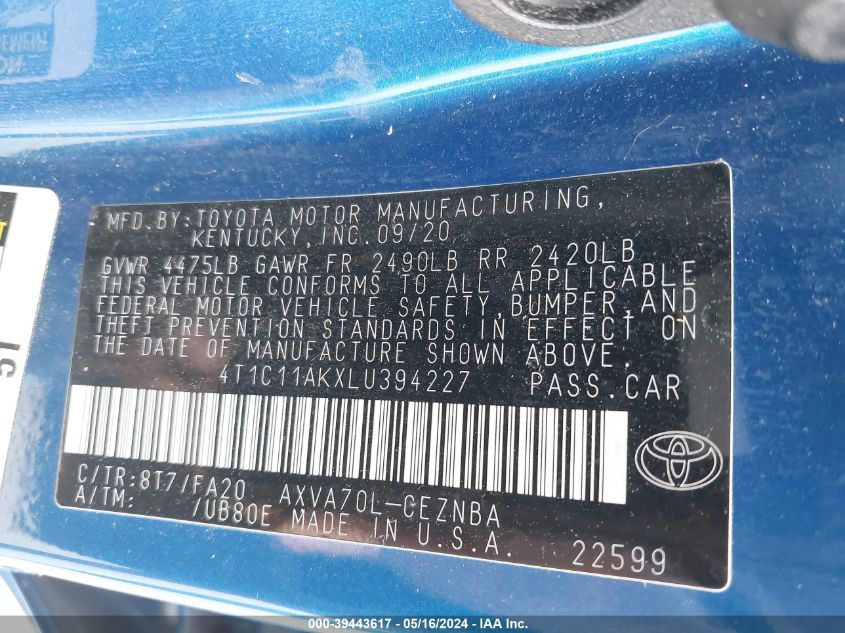 MFD.BY:TOYOTA MOTOR MANUFACTURING,
KENTUCKY,INC.09/20
GVWR 4475LB GAWR FR 2490LB RR 2420LB
THIS VEHICLE CONFORMS TO ALL APPLICABLE
FEDERAL MOTOR VEHICLE SAFETY,BUMPER,AND
THEFT PREVENTION STANDARDS IN EFFECT ON
THE DATE OF MANUFACTURE SHOWN ABOVE.
4T1C11AKXLU394227 PASS.CAR
C/TR:8T7/FA20 AXVA70L-CEZNBA
A/TM: /UB80E MADE IN U.S.A.
22599
AXX-39443617 - 05/16/2024 - IAAI.COM